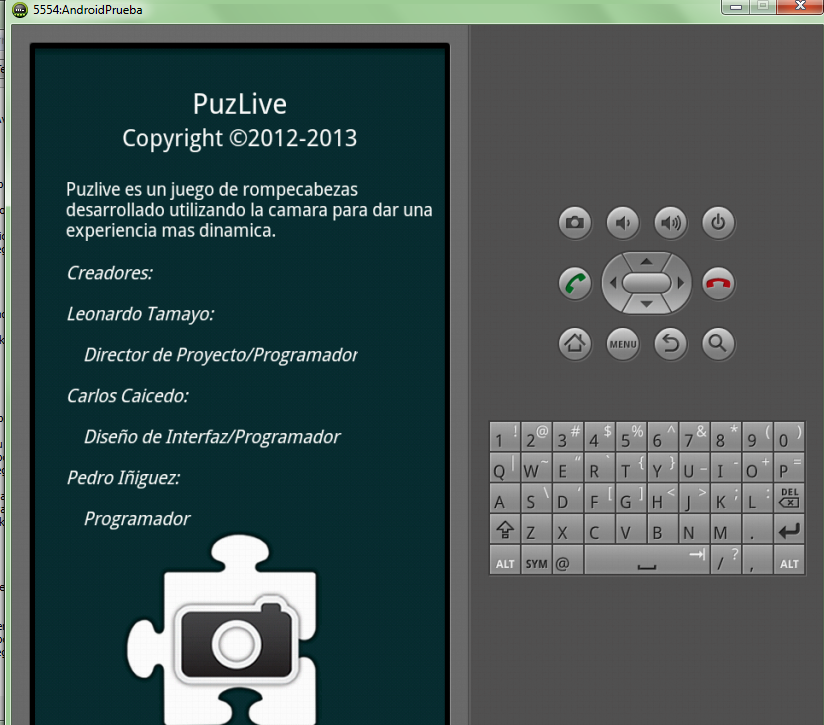 5554:AndroidPrueba
PuzLive
Copyright ©2012-2013
Puzlive es un juego de rompecabezas
desarrollado utilizando la camara para dar una
experiencia mas dinamica.
Creadores:
Leonardo Tamayo:
Director de Proyecto/Programador
Carlos Caicedo:
Diseño de Interfaz/Programador
Pedro Iñiguez:
Programador
MENU
1 ! 2 @ 3 # 4 $ 5 % 6 ^ 7 & 8 * 9 ( 0 )
Q | W ~ E “ R ` T { Y } U _ I - O + P =
A S \ D ‘ F [ G ] H < J > K ; L : DEL
Z X C V B N M .
ALT SYM @ / ? , ALT